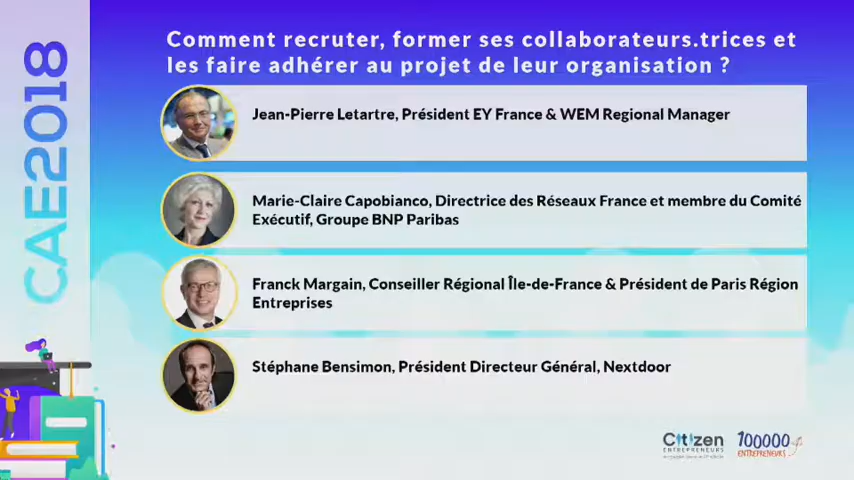 CAE2018
Comment recruter, former ses collaborateurs.trices et
les faire adhérer au projet de leur organisation ?
Jean-Pierre Letartre, Président EY France & WEM Regional Manager
Marie-Claire Capobianco, Directrice des Réseaux France et membre du Comité
Exécutif, Groupe BNP Paribas
Franck Margain, Conseiller Régional Île-de-France & Président de Paris Région
Entreprises
Stéphane Bensimon, Président Directeur Général, Nextdoor
Citizen
ENTREPRENEURS
100000
ENTREPRENEURS